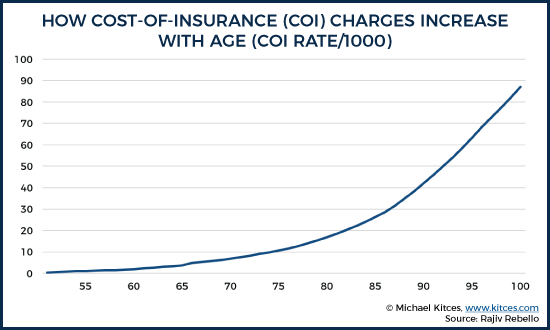 HOW COST-OF-INSURANCE (COI) CHARGES INCREASE
WITH AGE (COI RATE/1000)
100
90
80
70
60
50
40
30
20
10
0
55 60 65 70 75 80 85 90 95 100
© Michael Kitces, www.kitces.com
Source: Rajiv Rebello